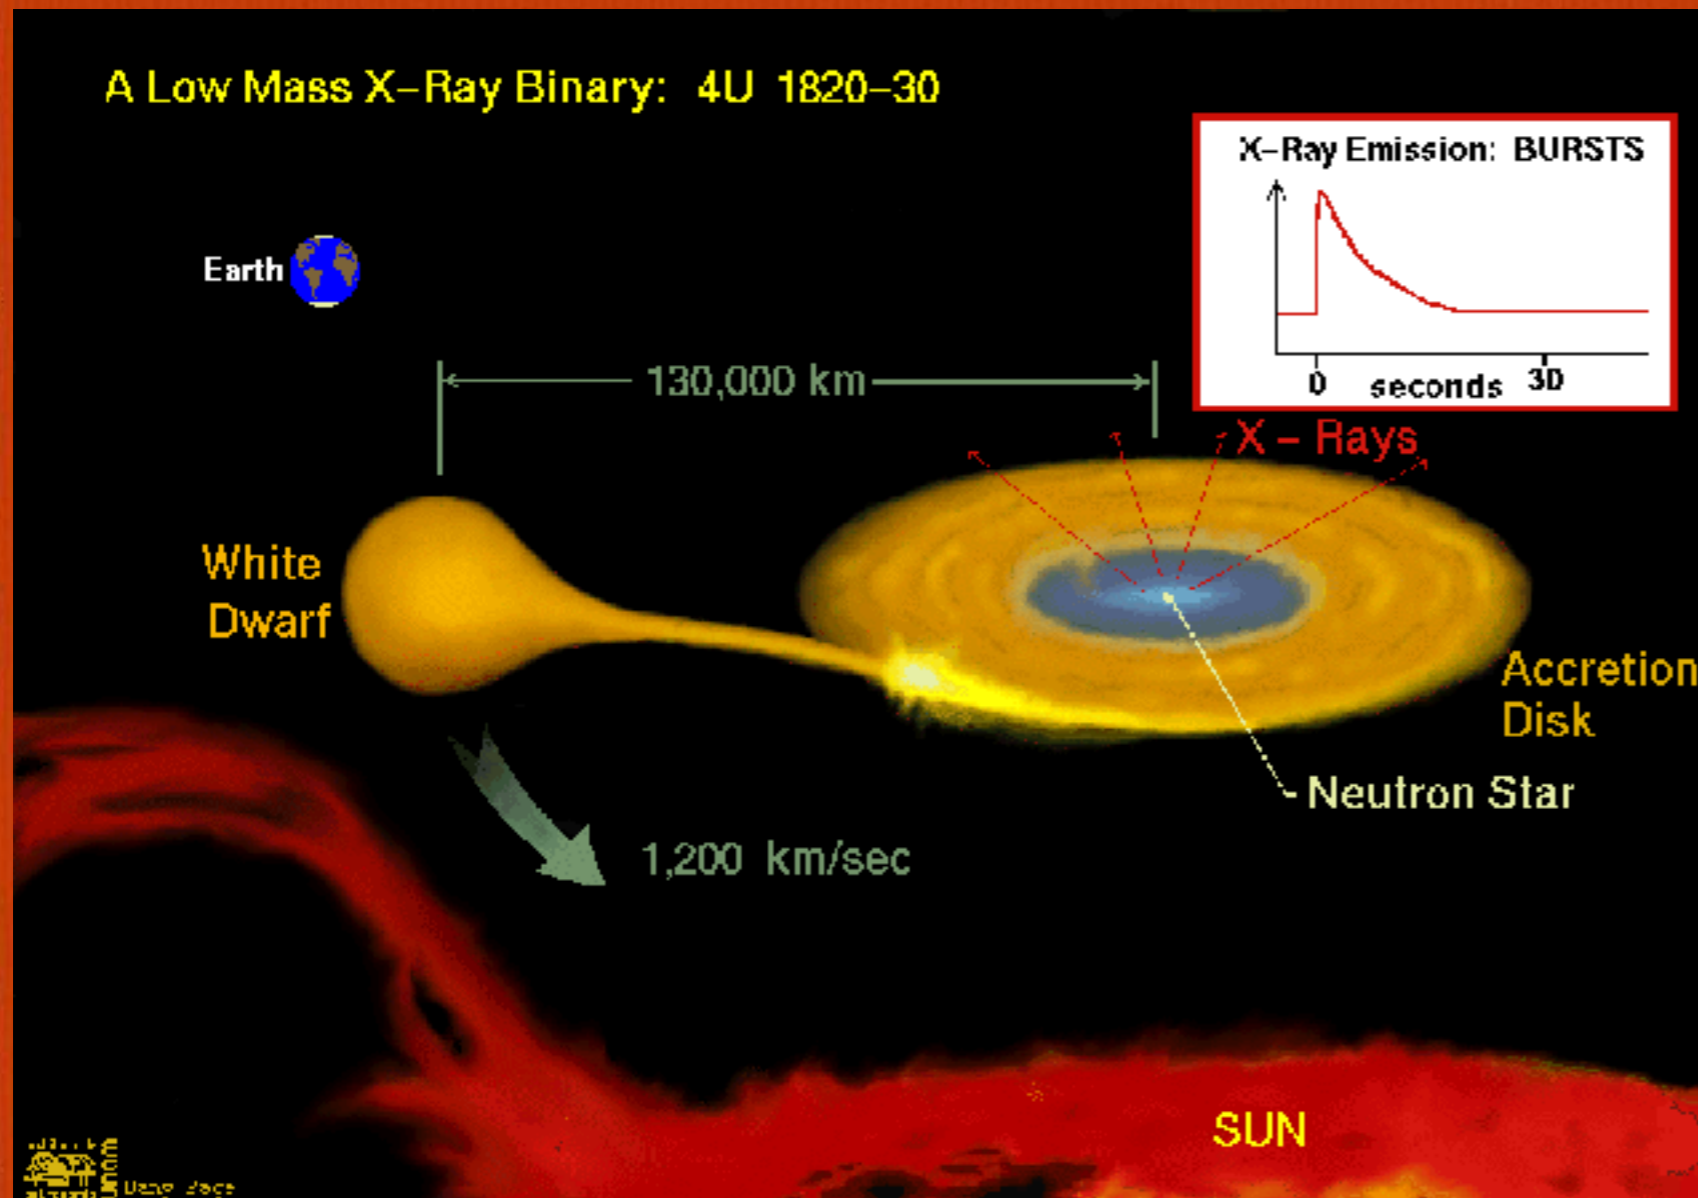 A Low Mass X-Ray Binary: 4U 1820-30
X-Ray Emission: BURSTS
0 seconds 30
Earth
130,000 km
X - Rays
White
Dwarf
Accretion
Disk
Neutron Star
1,200 km/sec
SUN